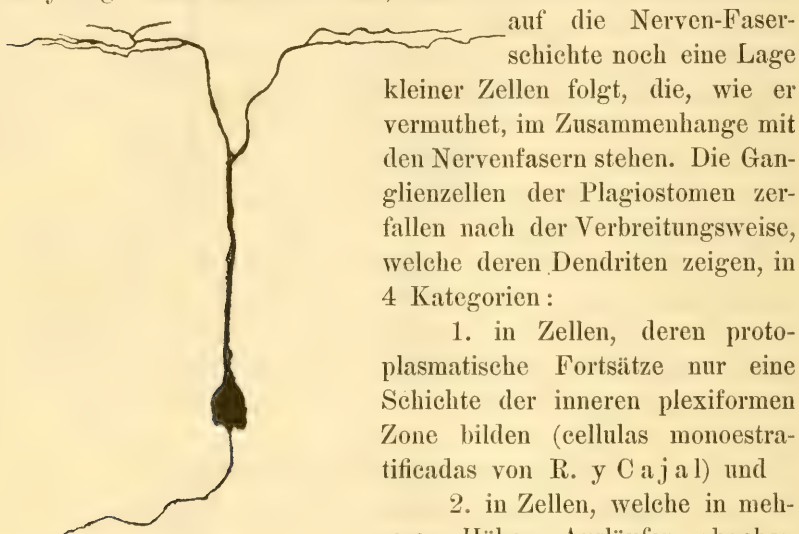 auf die Nerven-Faser-
schichte noch eine Lage
kleiner Zellen folgt, die, wie er
vermuthet, im Zusammenhange mit
den Nervenfasern stehen. Die Gan-
glienzellen der Plagiostomen zer-
fallen nach der Verbreitungsweise,
welche deren Dendriten zeigen, in
4 Kategorien:
1. in Zellen, deren proto-
plasmatische Fortsätze nur eine
Schichte der inneren plexiformen
Zone bilden (cellulas monoestra-
tificadas von R. y Cajal) und
2. in Zellen, welche in meh-